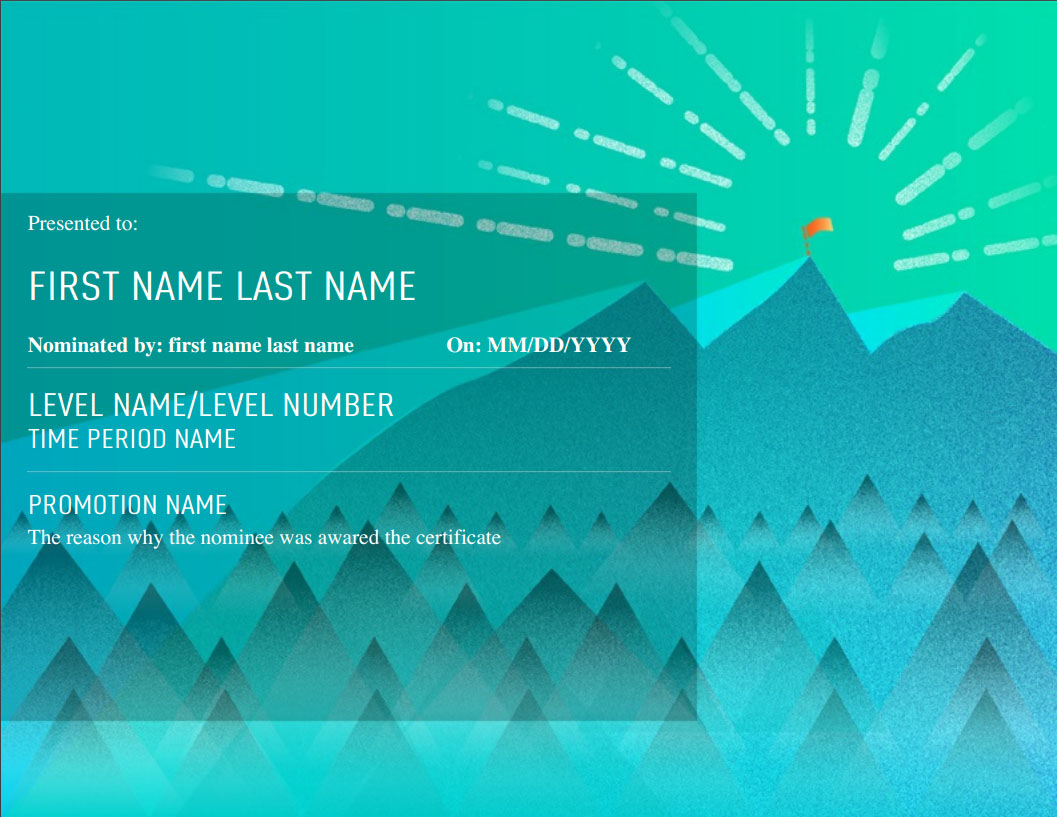 Presented to:
FIRST NAME LAST NAME
Nominated by: first name last name On: MM/DD/YYYY
LEVEL NAME/LEVEL NUMBER
TIME PERIOD NAME
PROMOTION NAME
The reason why the nominee was awared the certificate